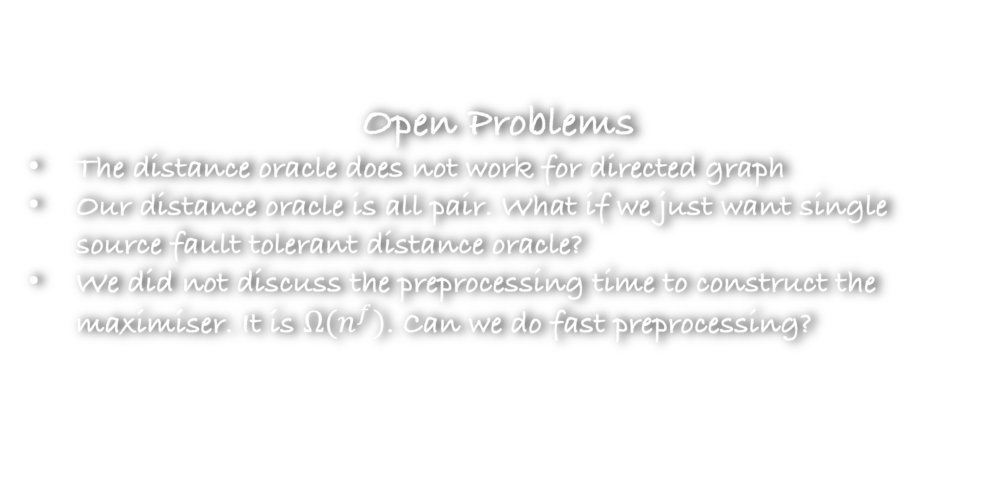 Open Problems
• The distance oracle does not work for directed graph
• Our distance oracle is all pair. What if we just want single
source fault tolerant distance oracle?
• We did not discuss the preprocessing time to construct the
maximiser. It is Ω(n^f). Can we do fast preprocessing?